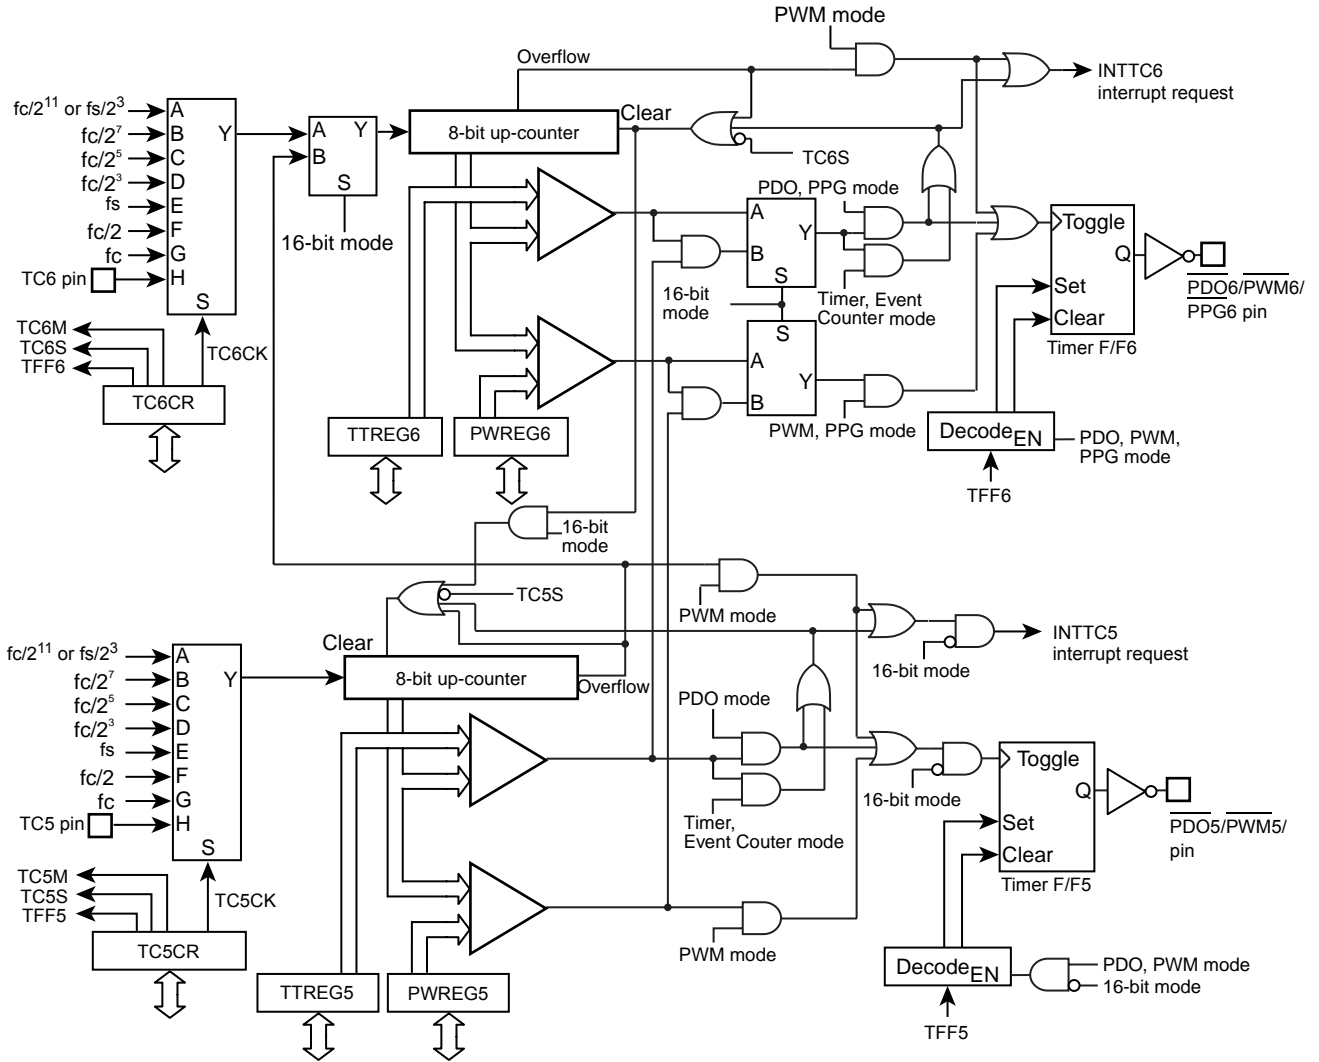 PWM mode
Overflow
INTTC6
interrupt request
fc/2¹¹ or fs/2³
fc/2⁷
fc/2⁵
fc/2³
fs
fc/2
fc
TC6 pin
A
B
C
D
E
F
G
H
Y
S
A
B
Y
S
16-bit mode
8-bit up-counter
Clear
TC6S
PDO, PPG mode
A
B
Y
S
16-bit
mode
Timer, Event
Counter mode
S
A
B
Y
PWM, PPG mode
Toggle
Q
Set
Clear
Timer F/F6
PDO6/PWM6/
PPG6 pin
TC6M
TC6S
TFF6
TC6CK
TC6CR
TTREG6
PWREG6
Decode EN
PDO, PWM,
PPG mode
TFF6
16-bit
mode
TC5S
PWM mode
INTTC5
interrupt request
16-bit mode
Clear
fc/2¹¹ or fs/2³
fc/2⁷
fc/2⁵
fc/2³
fs
fc/2
fc
TC5 pin
A
B
C
D
E
F
G
H
Y
S
8-bit up-counter
Overflow
PDO mode
Timer,
Event Couter mode
16-bit mode
Toggle
Q
Set
Clear
Timer F/F5
PDO5/PWM5/
pin
TC5M
TC5S
TFF5
TC5CK
TC5CR
TTREG5
PWREG5
PWM mode
Decode EN
PDO, PWM mode
16-bit mode
TFF5